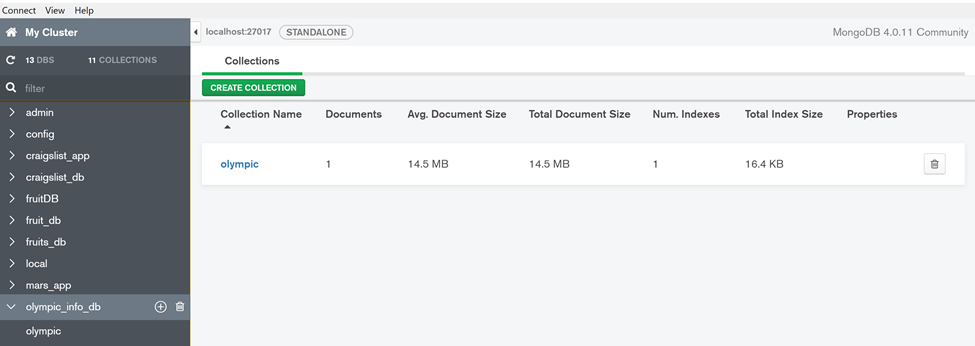 Connect View Help
My Cluster
localhost:27017 STANDALONE
MongoDB 4.0.11 Community
13 DBS 11 COLLECTIONS
filter
admin
config
craigslist_app
craigslist_db
fruitDB
fruit_db
fruits_db
local
mars_app
olympic_info_db
olympic
Collections
CREATE COLLECTION
Collection Name Documents Avg. Document Size Total Document Size Num. Indexes Total Index Size Properties
olympic 1 14.5 MB 14.5 MB 1 16.4 KB